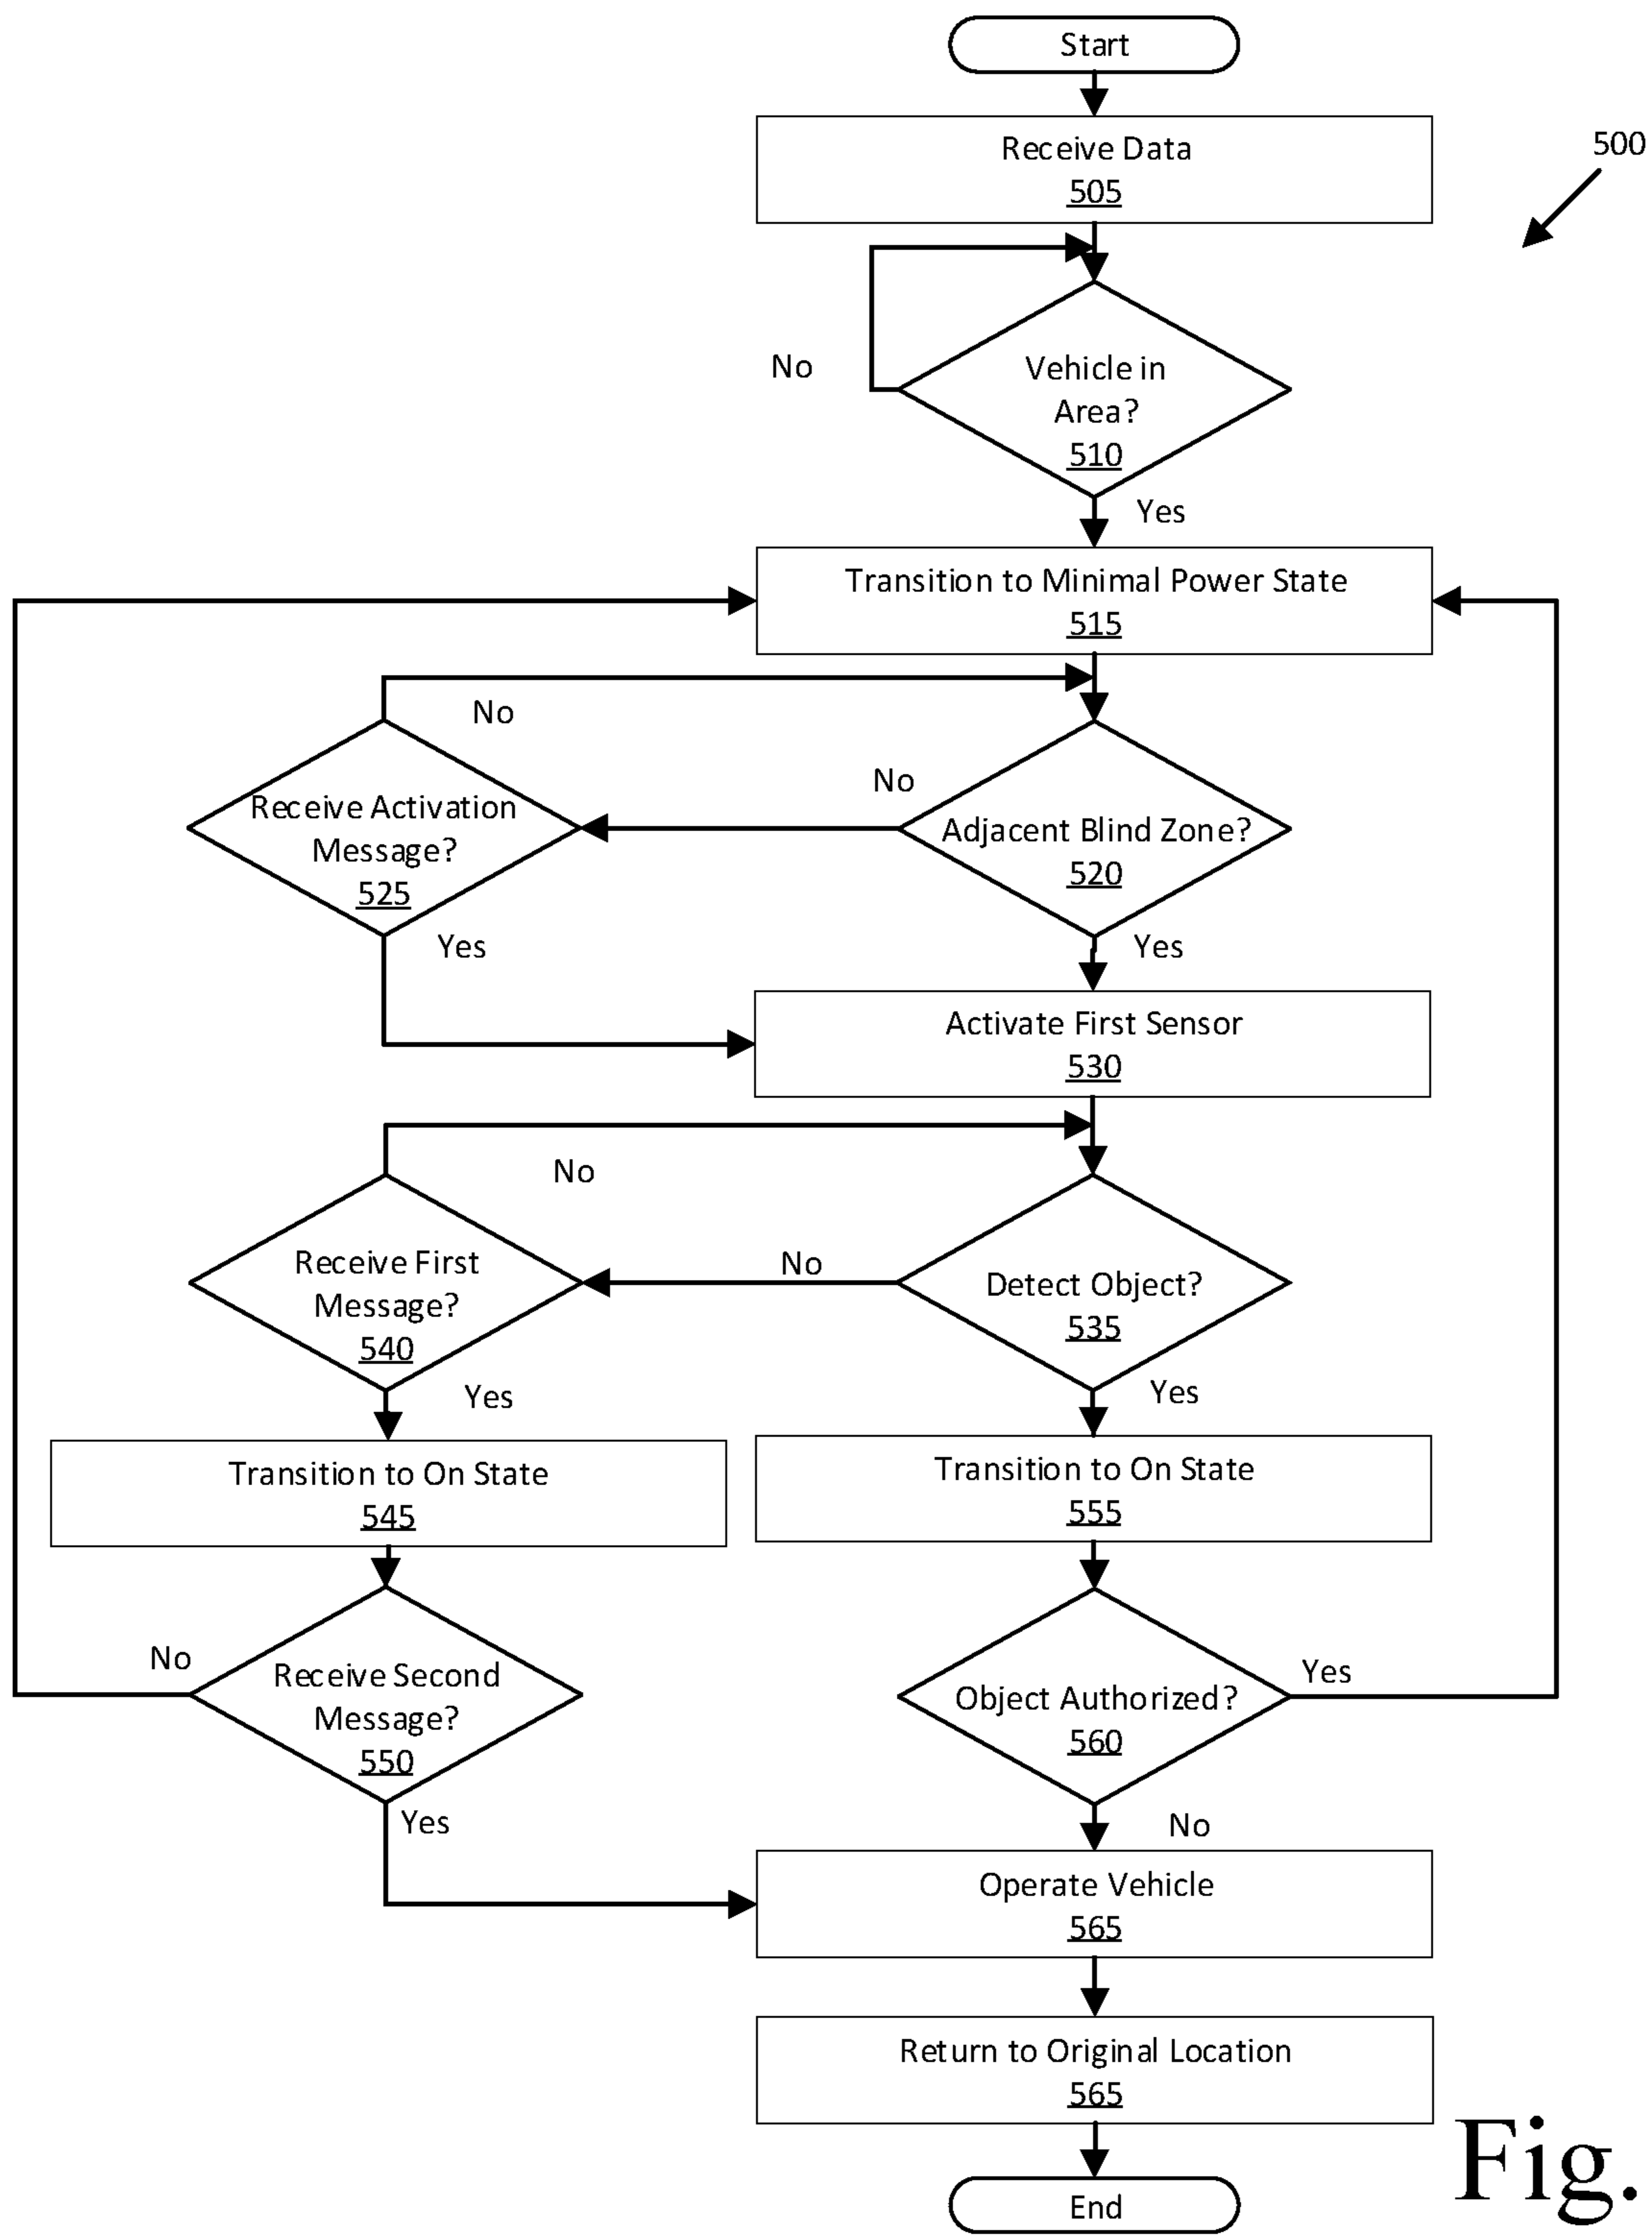 Start
Receive Data
505
500
No
Vehicle in
Area?
510
Yes
Transition to Minimal Power State
515
No
Receive Activation
Message?
525
No
Adjacent Blind Zone?
520
Yes
Yes
Activate First Sensor
530
No
Receive First
Message?
540
No
Detect Object?
535
Yes
Yes
Transition to On State
545
Transition to On State
555
No
Receive Second
Message?
550
Yes
Object Authorized?
560
Yes
No
Operate Vehicle
565
Return to Original Location
565
End
Fig.